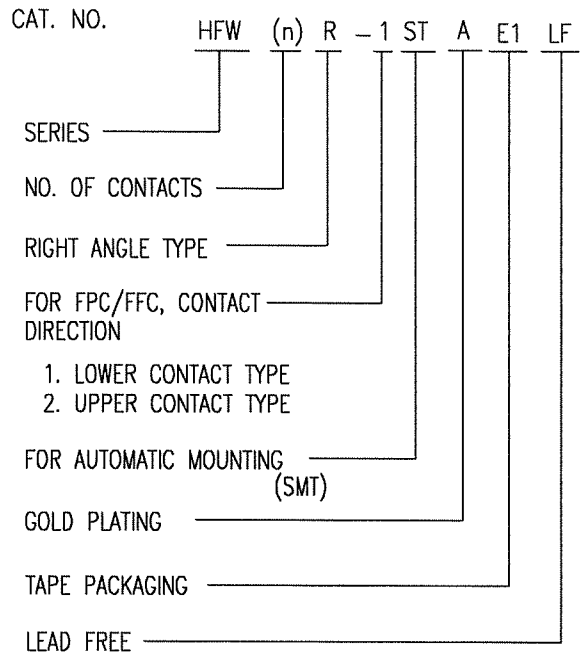 CAT. NO. HFW (n) R - 1 ST A E1 LF
SERIES
NO. OF CONTACTS
RIGHT ANGLE TYPE
FOR FPC/FFC, CONTACT
DIRECTION
1. LOWER CONTACT TYPE
2. UPPER CONTACT TYPE
FOR AUTOMATIC MOUNTING
(SMT)
GOLD PLATING
TAPE PACKAGING
LEAD FREE